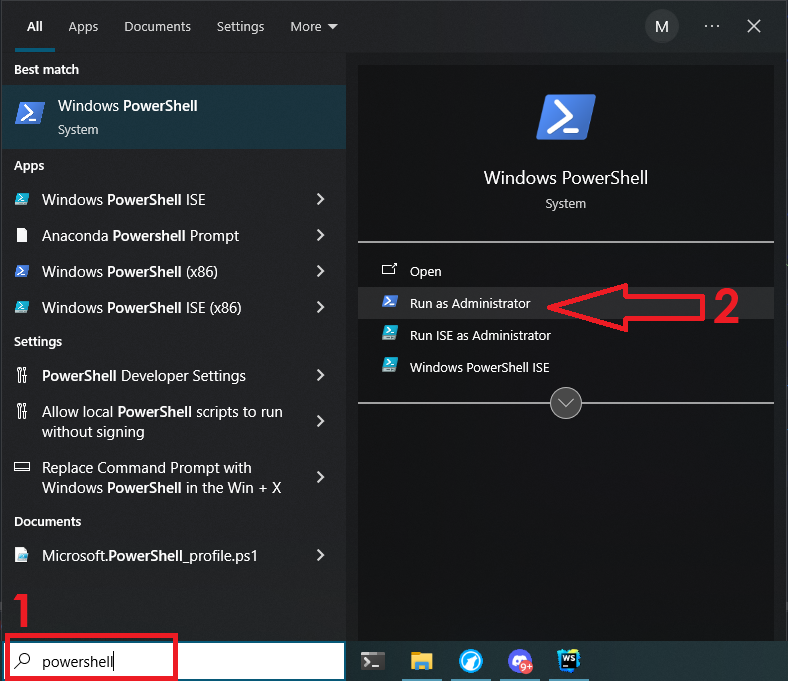 All Apps Documents Settings More M ...
Best match
Windows PowerShell
System
Apps
Windows PowerShell ISE
Anaconda Powershell Prompt
Windows PowerShell (x86)
Windows PowerShell ISE (x86)
Settings
PowerShell Developer Settings
Allow local PowerShell scripts to run
without signing
Replace Command Prompt with
Windows PowerShell in the Win + X
Documents
Microsoft.PowerShell_profile.ps1
1
powershell
Windows PowerShell
System
Open
Run as Administrator
2
Run ISE as Administrator
Windows PowerShell ISE
9+
WS